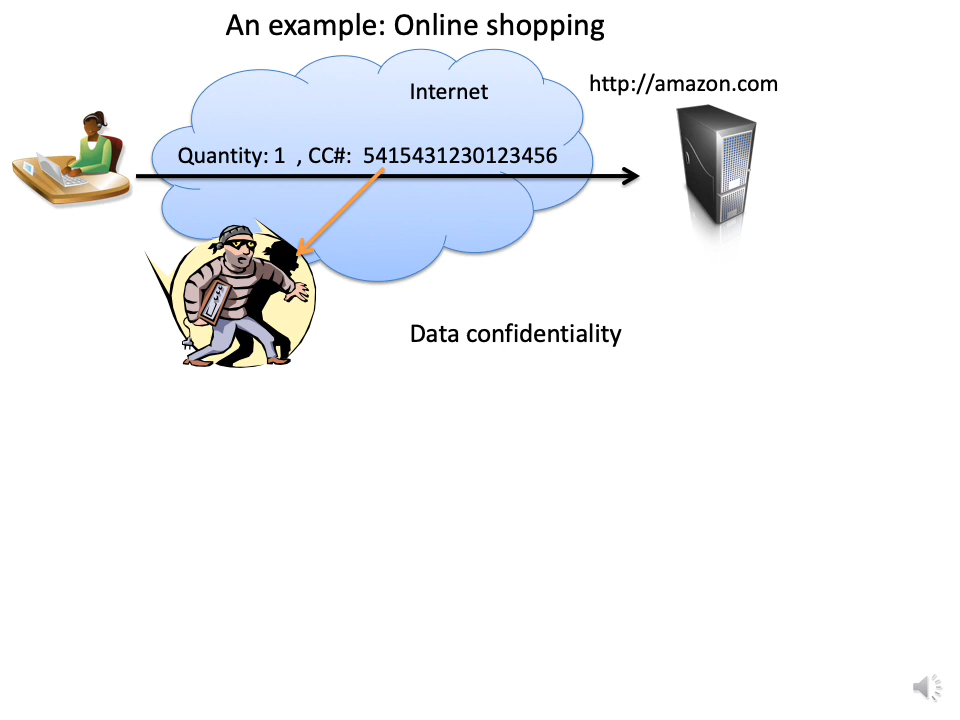 An example: Online shopping
Internet
http://amazon.com
Quantity: 1 , CC#: 5415431230123456
Data confidentiality